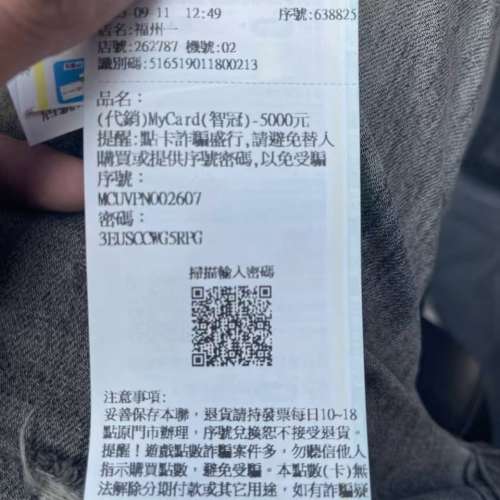 -09-11 12:49 序號:638825
店名:福州一
店號:262787 機號:02
識別碼:516519011800213
品名:
(代銷)MyCard(智冠)-5000元
提醒:點卡詐騙盛行,請避免替人
購買或提供序號密碼,以免受騙
序號:
MCUVPN002607
密碼:
3EUSCCWG5RPG
掃描輸入密碼
注意事項:
妥善保存本聯,退貨請持發票每日10~18
點原門市辦理,序號兌換恕不接受退貨。
提醒!遊戲點數詐騙案件多,勿聽信他人
指示購買點數,避免受騙。本點數(卡)無
法解除分期付款或其它用途,如有詐騙疑